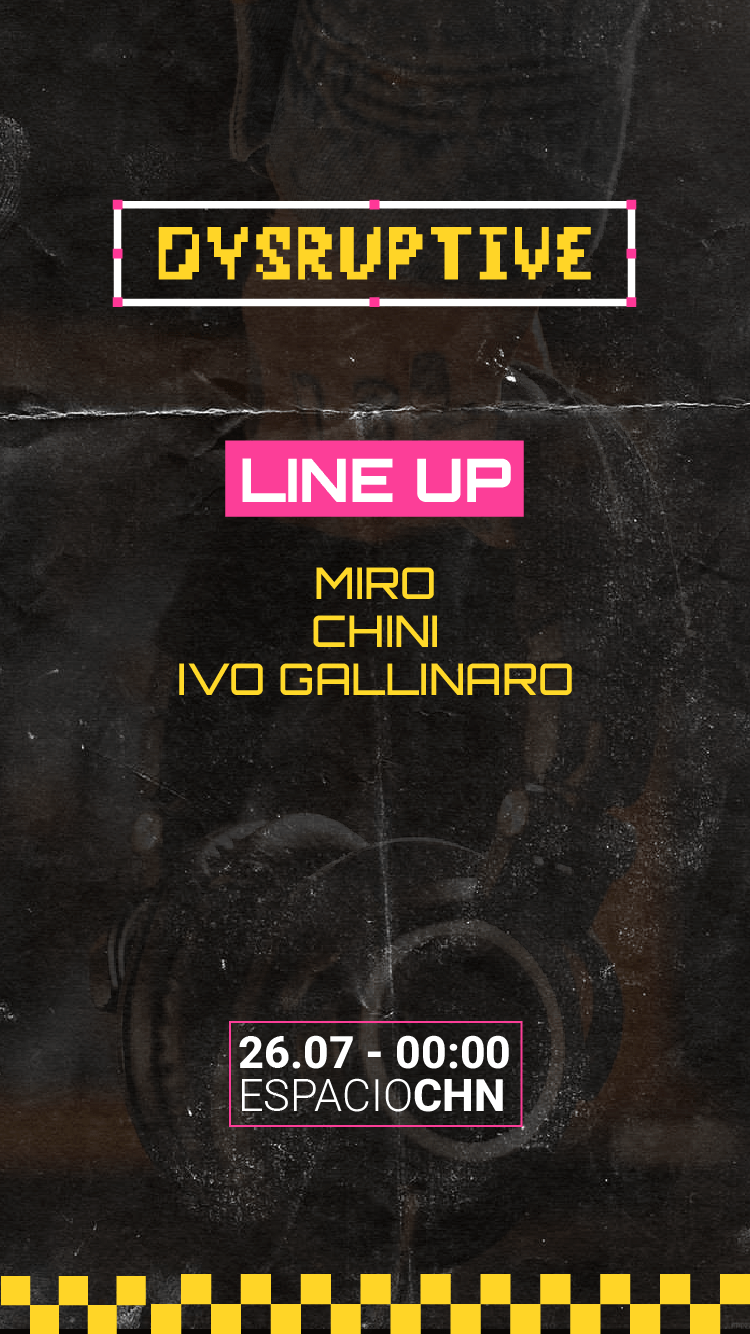 DYSRUPTIVE
LINE UP
MIRO
CHINI
IVO GALLINARO
26.07 - 00:00
ESPACIOCHN